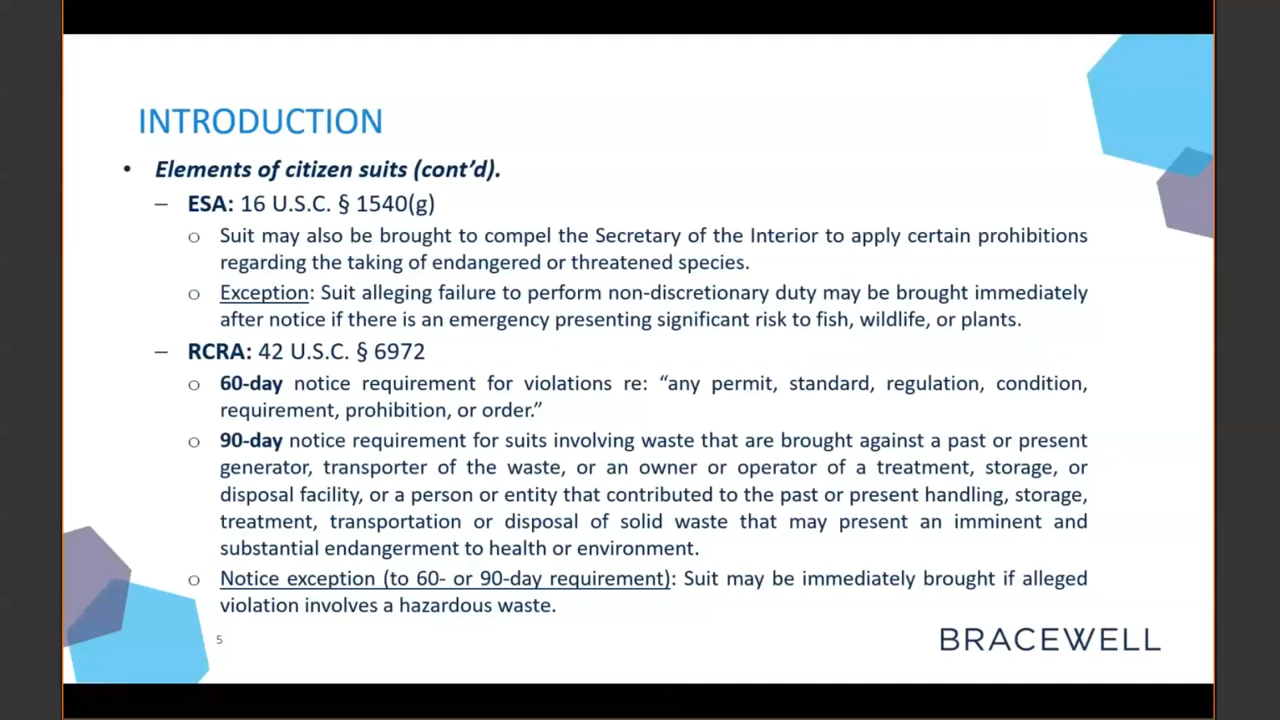 INTRODUCTION
• Elements of citizen suits (cont’d).
– ESA: 16 U.S.C. § 1540(g)
o Suit may also be brought to compel the Secretary of the Interior to apply certain prohibitions
regarding the taking of endangered or threatened species.
o Exception: Suit alleging failure to perform non-discretionary duty may be brought immediately
after notice if there is an emergency presenting significant risk to fish, wildlife, or plants.
– RCRA: 42 U.S.C. § 6972
o 60-day notice requirement for violations re: “any permit, standard, regulation, condition,
requirement, prohibition, or order.”
o 90-day notice requirement for suits involving waste that are brought against a past or present
generator, transporter of the waste, or an owner or operator of a treatment, storage, or
disposal facility, or a person or entity that contributed to the past or present handling, storage,
treatment, transportation or disposal of solid waste that may present an imminent and
substantial endangerment to health or environment.
o Notice exception (to 60- or 90-day requirement): Suit may be immediately brought if alleged
violation involves a hazardous waste.
5
BRACEWELL